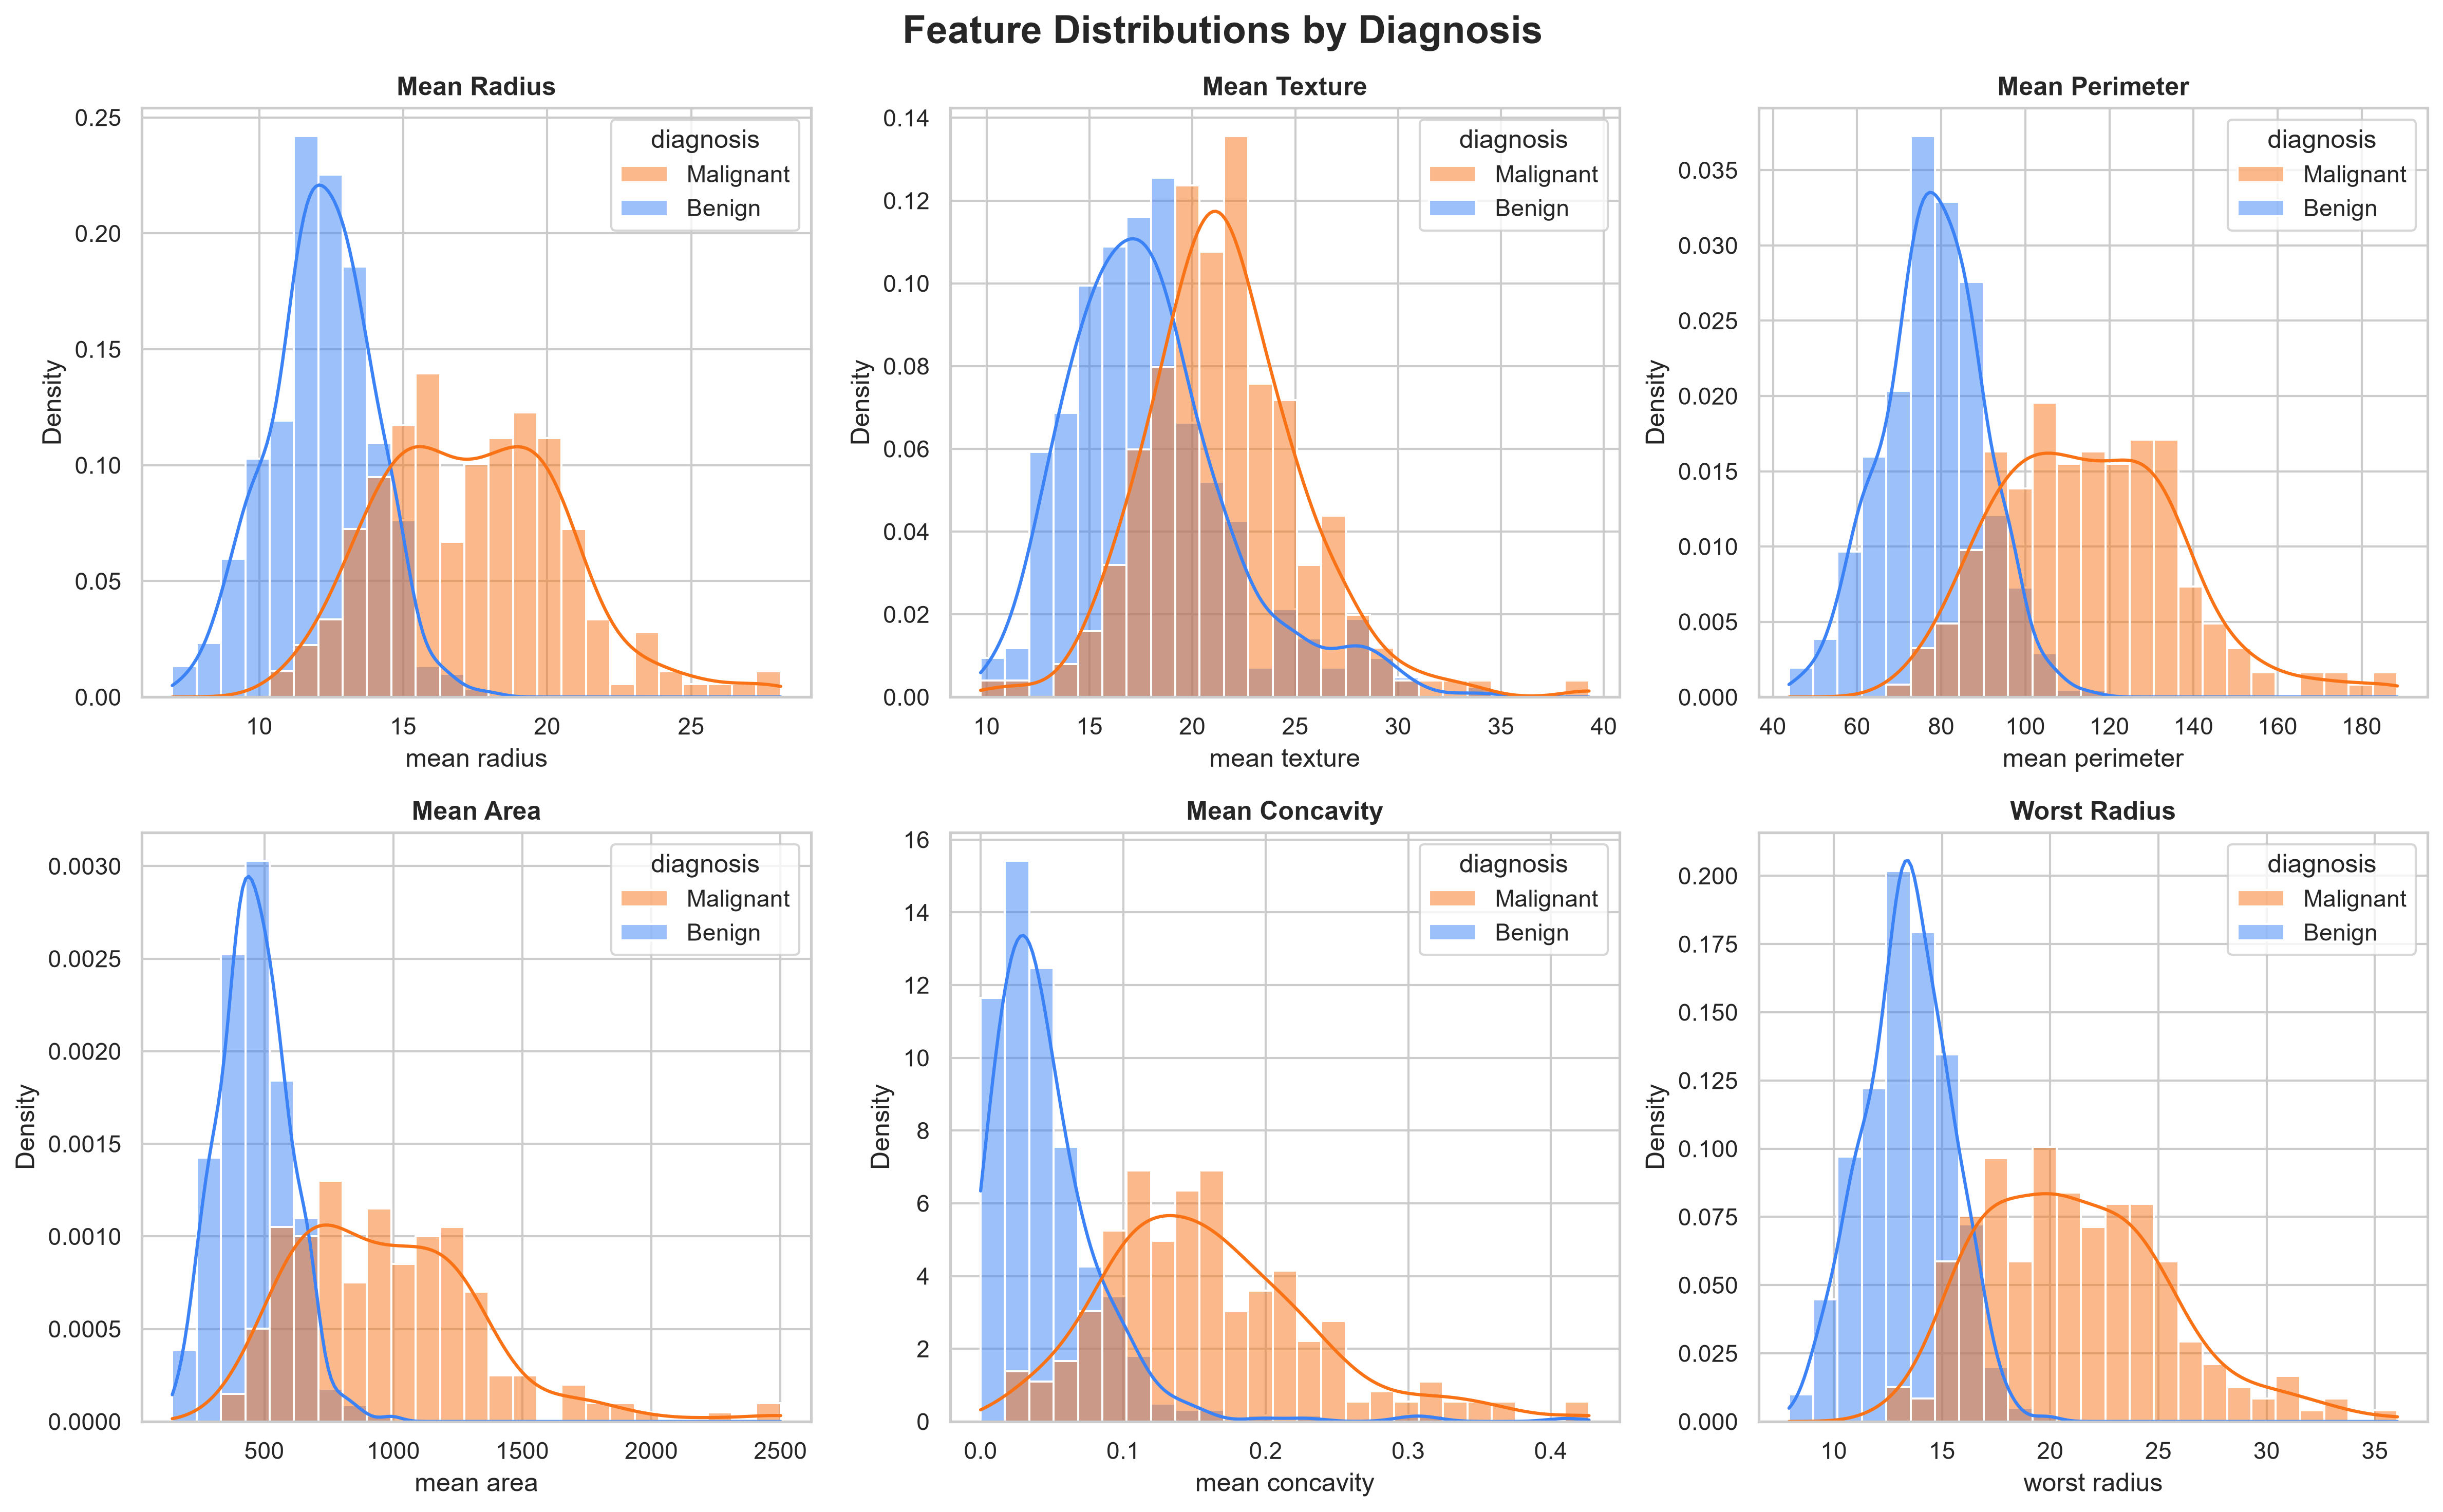 Feature Distributions by Diagnosis
Mean Radius
Density
0.25
0.20
0.15
0.10
0.05
0.00
10 15 20 25
mean radius
diagnosis
Malignant
Benign
Mean Texture
Density
0.14
0.12
0.10
0.08
0.06
0.04
0.02
0.00
10 15 20 25 30 35 40
mean texture
diagnosis
Malignant
Benign
Mean Perimeter
Density
0.035
0.030
0.025
0.020
0.015
0.010
0.005
0.000
40 60 80 100 120 140 160 180
mean perimeter
diagnosis
Malignant
Benign
Mean Area
Density
0.0030
0.0025
0.0020
0.0015
0.0010
0.0005
0.0000
500 1000 1500 2000 2500
mean area
diagnosis
Malignant
Benign
Mean Concavity
Density
16
14
12
10
8
6
4
2
0
0.0 0.1 0.2 0.3 0.4
mean concavity
diagnosis
Malignant
Benign
Worst Radius
Density
0.200
0.175
0.150
0.125
0.100
0.075
0.050
0.025
0.000
10 15 20 25 30 35
worst radius
diagnosis
Malignant
Benign